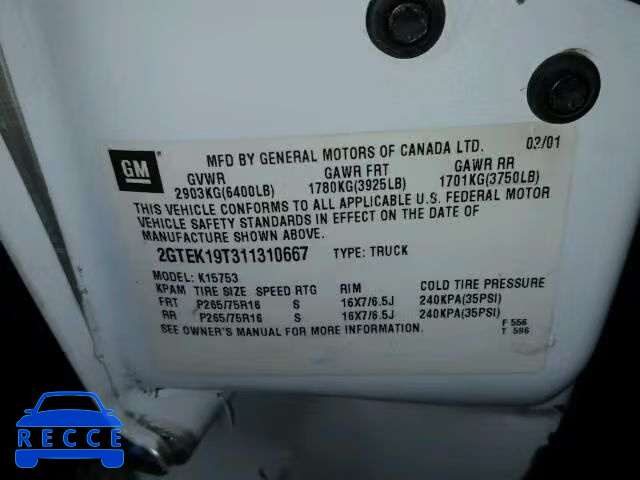 MFD BY GENERAL MOTORS OF CANADA LTD. 02/01
GM
GVWR GAWR FRT GAWR RR
2903KG(6400LB) 1780KG(3925LB) 1701KG(3750LB)
THIS VEHICLE CONFORMS TO ALL APPLICABLE U.S. FEDERAL MOTOR
VEHICLE SAFETY STANDARDS IN EFFECT ON THE DATE OF
MANUFACTURE SHOWN ABOVE.
2GTEK19T311310667 TYPE: TRUCK
MODEL: K15753
KPAM TIRE SIZE SPEED RTG RIM COLD TIRE PRESSURE
FRT P265/75R16 S 16X7/6.5J 240KPA(35PSI)
RR P265/75R16 S 16X7/6.5J 240KPA(35PSI)
SEE OWNER'S MANUAL FOR MORE INFORMATION.
F 556
T 596
RECCE